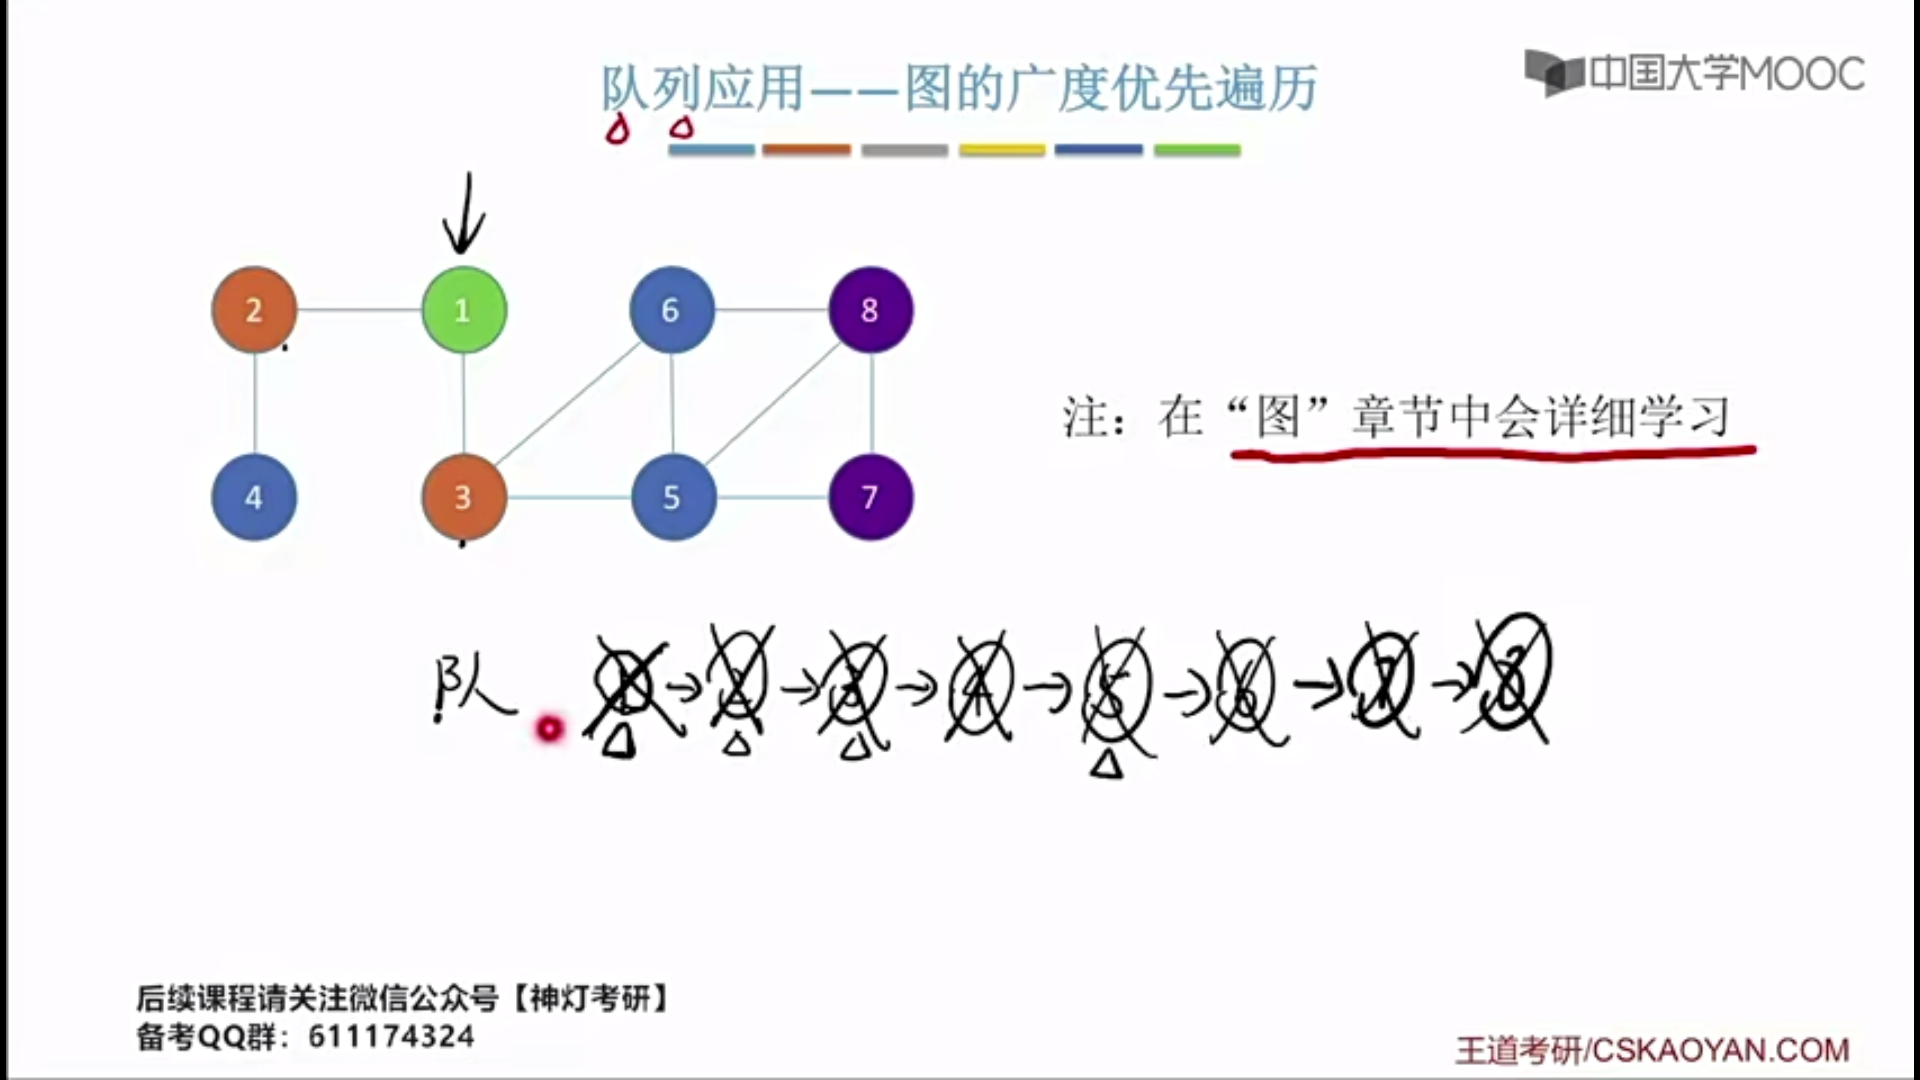 队列应用——图的广度优先遍历
中国大学MOOC
2 1 6 8
注：在“图”章节中会详细学习
4 3 5 7
队 1→2→3→4→5→6→7→8
后续课程请关注微信公众号【神灯考研】
备考QQ群：611174324
王道考研/CSKAOYAN.COM